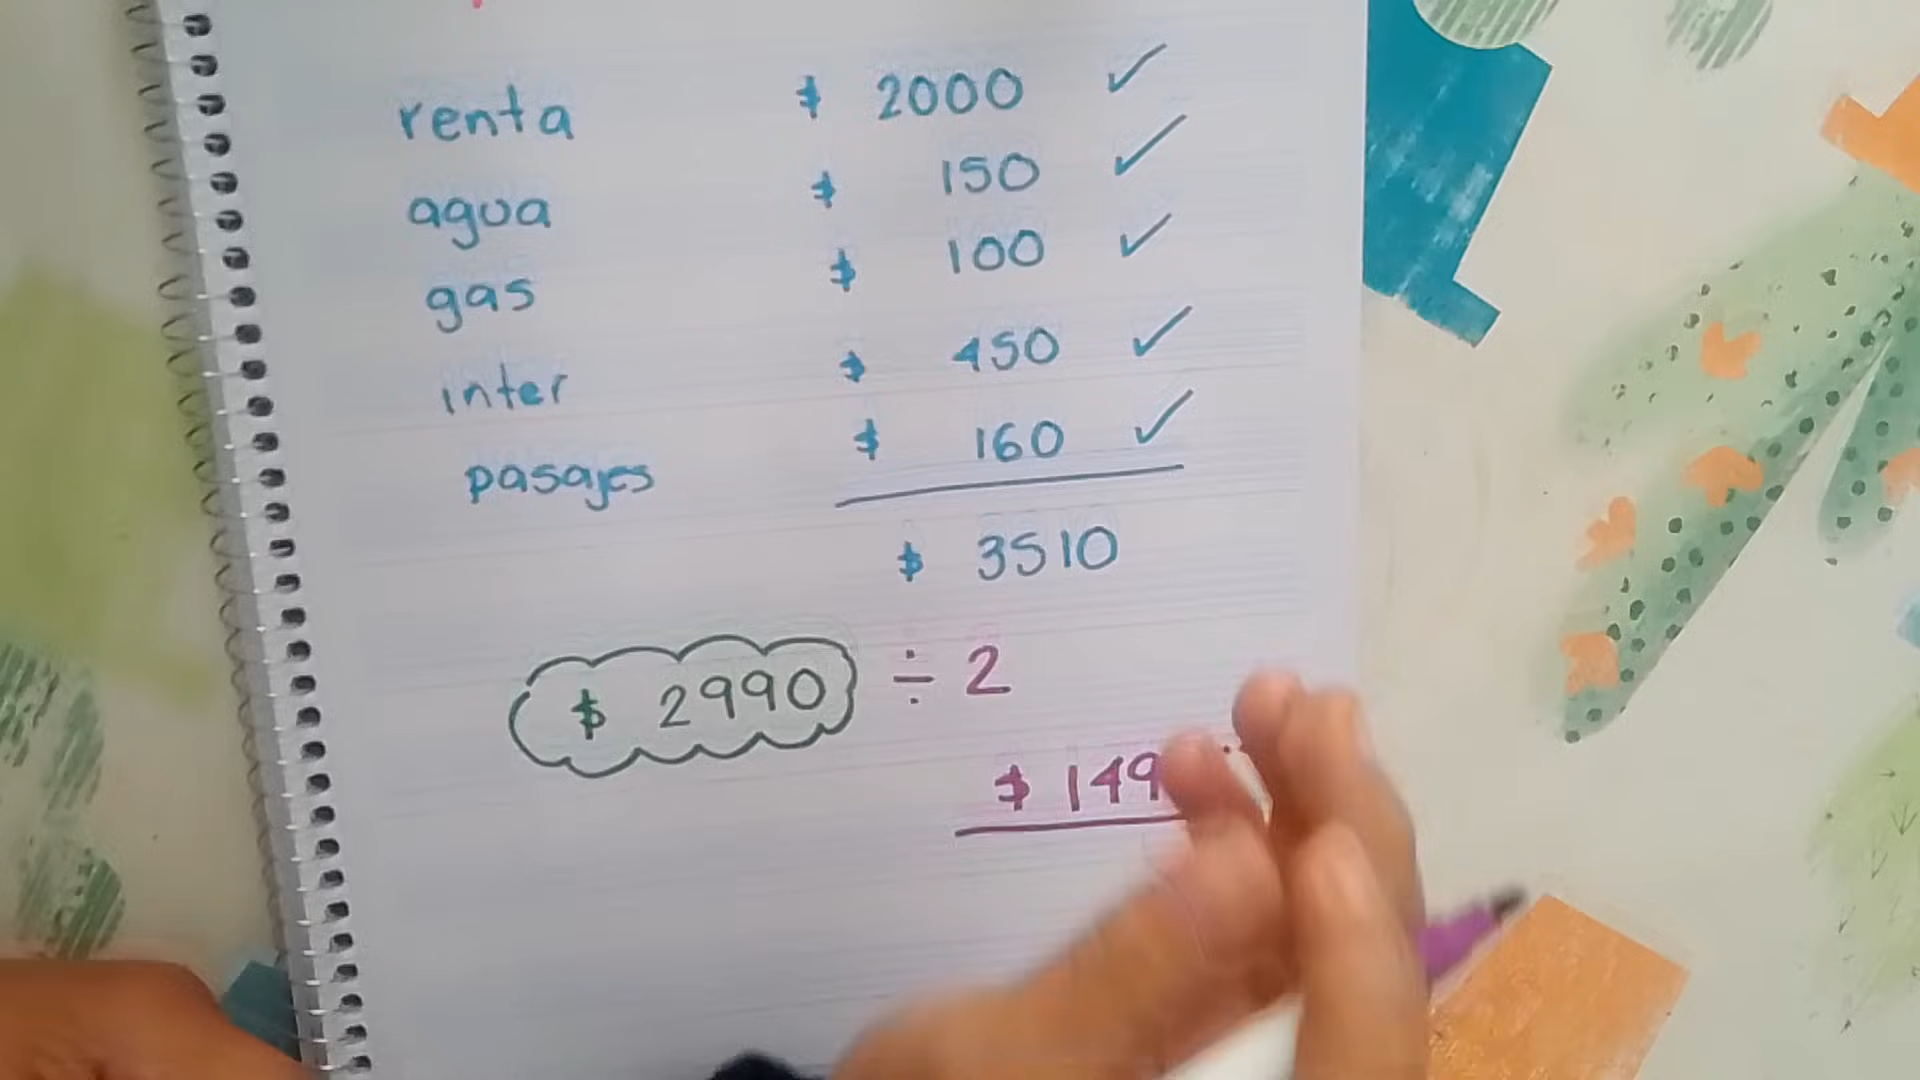 renta $ 2000 ✓
agua $ 150 ✓
gas $ 100 ✓
inter $ 450 ✓
pasajes $ 160 ✓
$ 3510
$ 2990 ÷ 2
$ 149